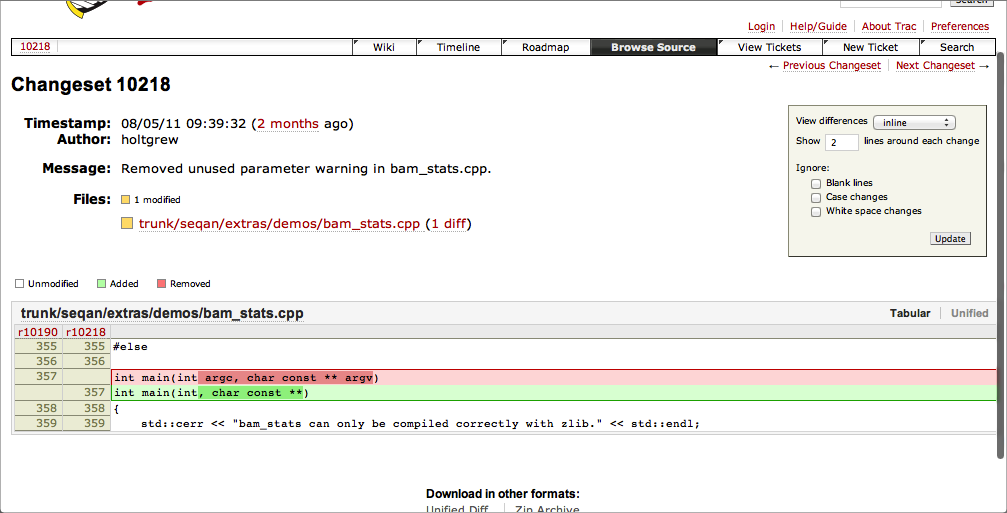 Search
Login Help/Guide About Trac Preferences
10218 Wiki Timeline Roadmap Browse Source View Tickets New Ticket Search
← Previous Changeset Next Changeset →
Changeset 10218
Timestamp: 08/05/11 09:39:32 (2 months ago)
Author: holtgrew
Message: Removed unused parameter warning in bam_stats.cpp.
Files: 1 modified
trunk/seqan/extras/demos/bam_stats.cpp (1 diff)
View differences inline
Show 2 lines around each change
Ignore:
Blank lines
Case changes
White space changes
Update
Unmodified Added Removed
trunk/seqan/extras/demos/bam_stats.cpp Tabular Unified
r10190 r10218
355 355 #else
356 356
357 int main(int argc, char const ** argv)
357 int main(int, char const **)
358 358 {
359 359 std::cerr << "bam_stats can only be compiled correctly with zlib." << std::endl;
Download in other formats:
Unified Diff Zip Archive